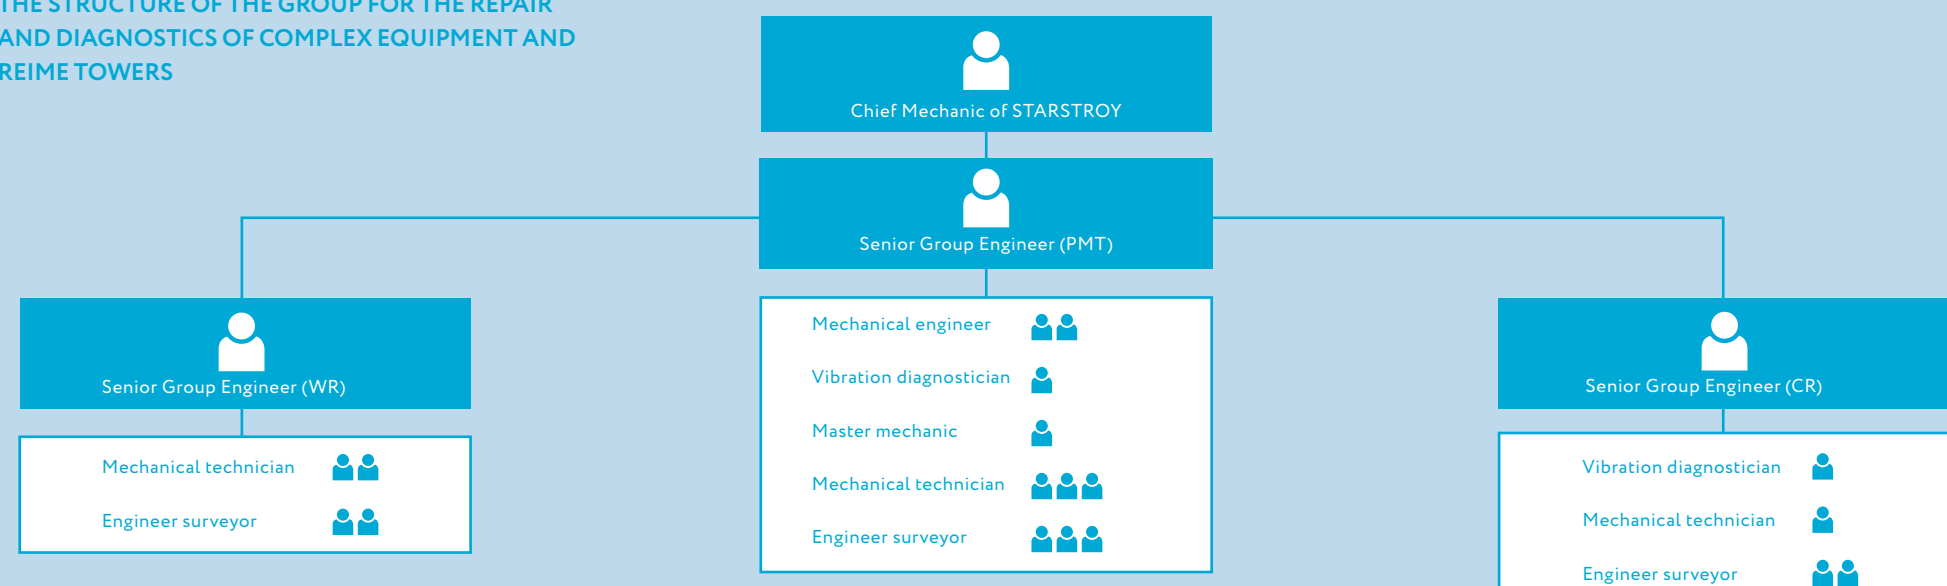 THE STRUCTURE OF THE GROUP FOR THE REPAIR
AND DIAGNOSTICS OF COMPLEX EQUIPMENT AND
REIME TOWERS
Chief Mechanic of STARSTROY
Senior Group Engineer (PMT)
Senior Group Engineer (WR)
Mechanical technician
Engineer surveyor
Mechanical engineer
Vibration diagnostician
Master mechanic
Mechanical technician
Engineer surveyor
Senior Group Engineer (CR)
Vibration diagnostician
Mechanical technician
Engineer surveyor